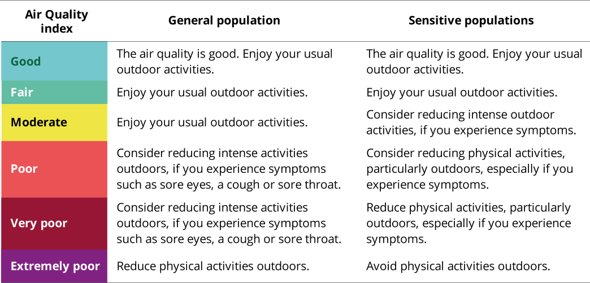 Air Quality index General population Sensitive populations
Good
The air quality is good. Enjoy your usual
outdoor activities.
The air quality is good. Enjoy your usual
outdoor activities.
Fair
Enjoy your usual outdoor activities.
Enjoy your usual outdoor activities.
Moderate
Enjoy your usual outdoor activities.
Consider reducing intense outdoor
activities, if you experience symptoms.
Poor
Consider reducing intense activities
outdoors, if you experience symptoms
such as sore eyes, a cough or sore throat.
Consider reducing physical activities,
particularly outdoors, especially if you
experience symptoms.
Very poor
Consider reducing intense activities
outdoors, if you experience symptoms
such as sore eyes, a cough or sore throat.
Reduce physical activities, particularly
outdoors, especially if you experience
symptoms.
Extremely poor
Reduce physical activities outdoors.
Avoid physical activities outdoors.